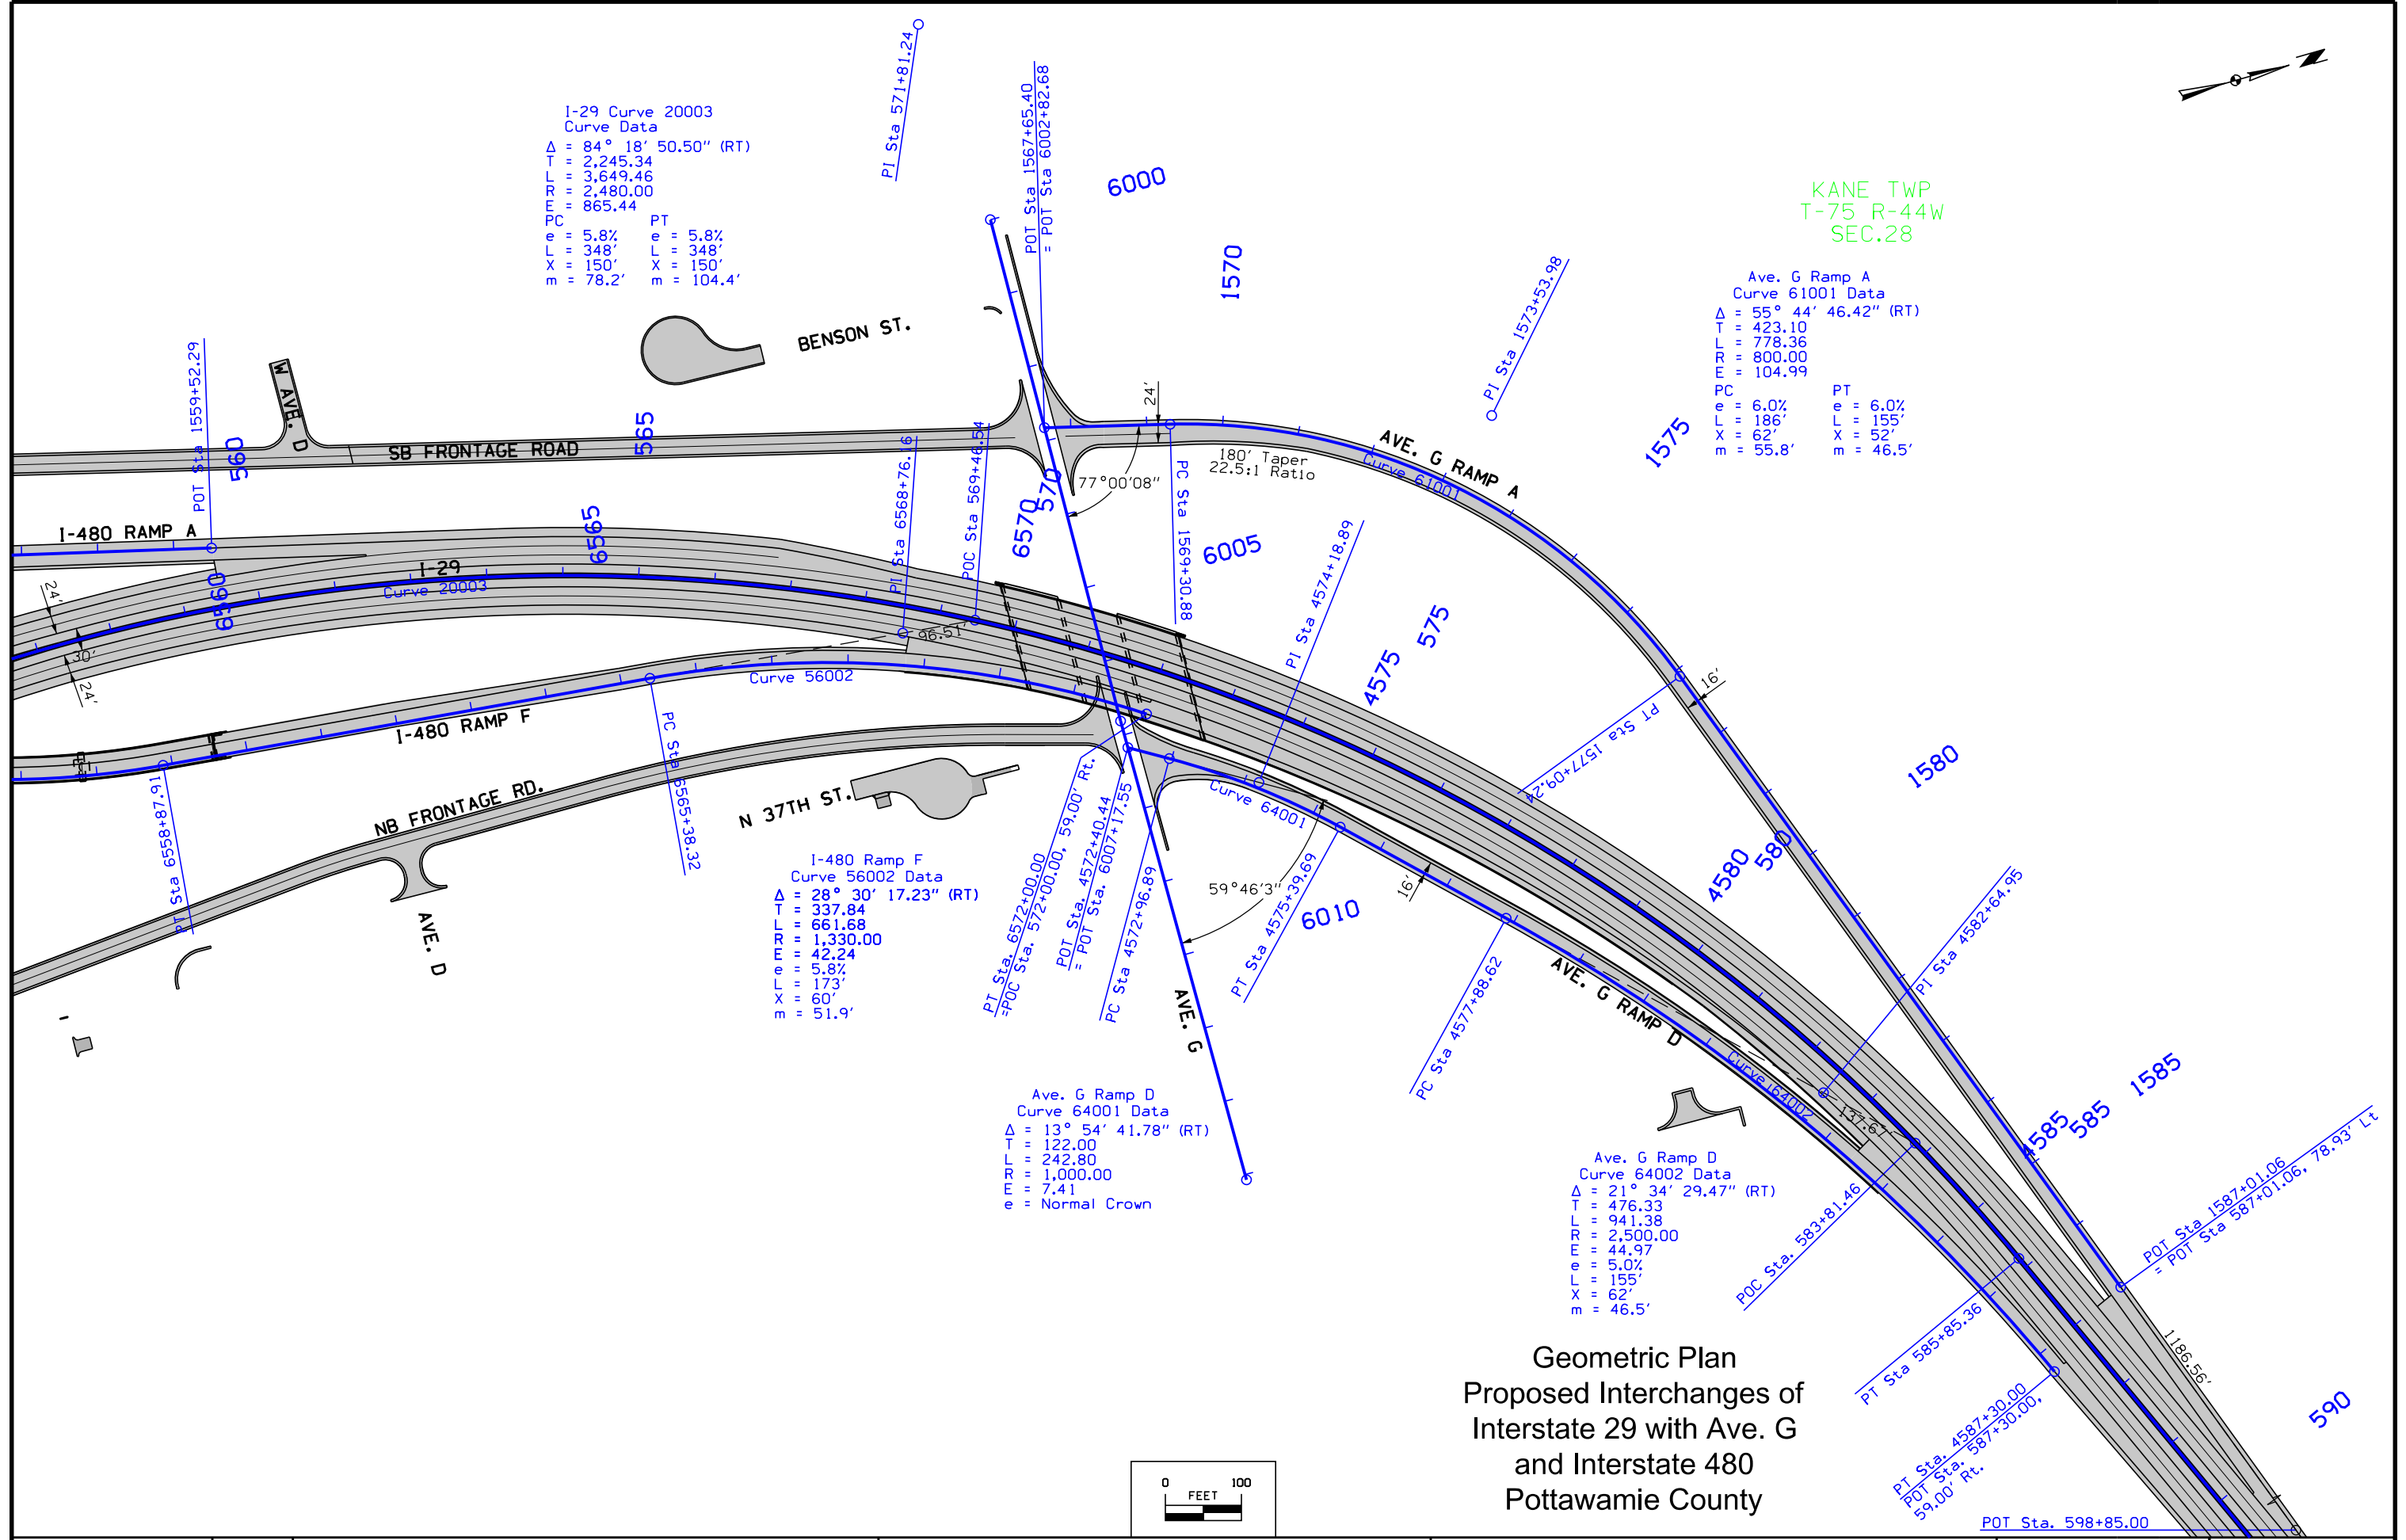 PI Sta 571+81.24
POT Sta 1567+65.40
= POT Sta 6002+82.68
I-29 Curve 20003
Curve Data
Δ = 84° 18′ 50.50″ (RT)
T = 2,245.34
L = 3,649.46
R = 2,480.00
E = 865.44
PC PT
e = 5.8% e = 5.8%
L = 348′ L = 348′
X = 150′ X = 150′
m = 78.2′ m = 104.4′
6000
1570
KANE TWP
T-75 R-44W
SEC.28
PI Sta 1573+53.98
Ave. G Ramp A
Curve 61001 Data
Δ = 55° 44′ 46.42″ (RT)
T = 423.10
L = 778.36
R = 800.00
E = 104.99
PC PT
e = 6.0% e = 6.0%
L = 186′ L = 155′
X = 62′ X = 52′
m = 55.8′ m = 46.5′
1575
BENSON ST.
POT Sta 1559+52.29
W AVE. D
560
SB FRONTAGE ROAD
565
PI Sta 6568+76.16
POC Sta 569+46.54
570
6570
24′
77°00′08″
180′ Taper
22.5:1 Ratio
AVE. G RAMP A
Curve 61001
PC Sta 1569+30.88
6005
I-480 RAMP A
6565
I-29
Curve 20003
6560
24′
30′
24′
96.51′
PI Sta 4574+18.89
575
4575
16′
PT Sta 1577+09.24
1580
Curve 56002
I-480 RAMP F
PC Sta 6565+38.32
PT Sta 6558+87.91
NB FRONTAGE RD.
N 37TH ST.
AVE. D
Curve 64001
59°46′3″
16′
6010
4580
580
PI Sta 4582+64.95
I-480 Ramp F
Curve 56002 Data
Δ = 28° 30′ 17.23″ (RT)
T = 337.84
L = 661.68
R = 1,330.00
E = 42.24
e = 5.8%
L = 173′
X = 60′
m = 51.9′
PT Sta. 6572+00.00
=POC Sta. 572+00.00, 59.00′ Rt.
POT Sta. 4572+40.44
= POT Sta. 6007+17.55
PC Sta 4572+96.89
PT Sta 4575+39.69
PC Sta 4577+88.62
AVE. G
AVE. G RAMP D
Curve 64002
137.67′
1585
585
4585
Ave. G Ramp D
Curve 64001 Data
Δ = 13° 54′ 41.78″ (RT)
T = 122.00
L = 242.80
R = 1,000.00
E = 7.41
e = Normal Crown
Ave. G Ramp D
Curve 64002 Data
Δ = 21° 34′ 29.47″ (RT)
T = 476.33
L = 941.38
R = 2,500.00
E = 44.97
e = 5.0%
L = 155′
X = 62′
m = 46.5′
POC Sta. 583+81.46
POT Sta 1587+01.06
= POT Sta 587+01.06, 78.93′ Lt
PT Sta 585+85.36
1186.56′
590
PT Sta. 4587+30.00
POT Sta. 587+30.00,
59.00′ Rt.
POT Sta. 598+85.00
Geometric Plan
Proposed Interchanges of
Interstate 29 with Ave. G
and Interstate 480
Pottawamie County
0 100
FEET